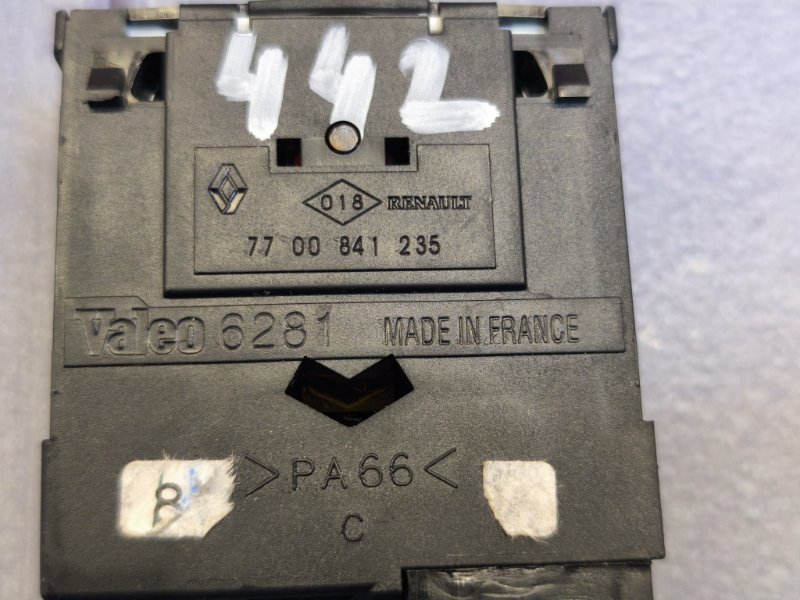 442
018 RENAULT
77 00 841 235
Valeo 6281 MADE IN FRANCE
>PA66<
C